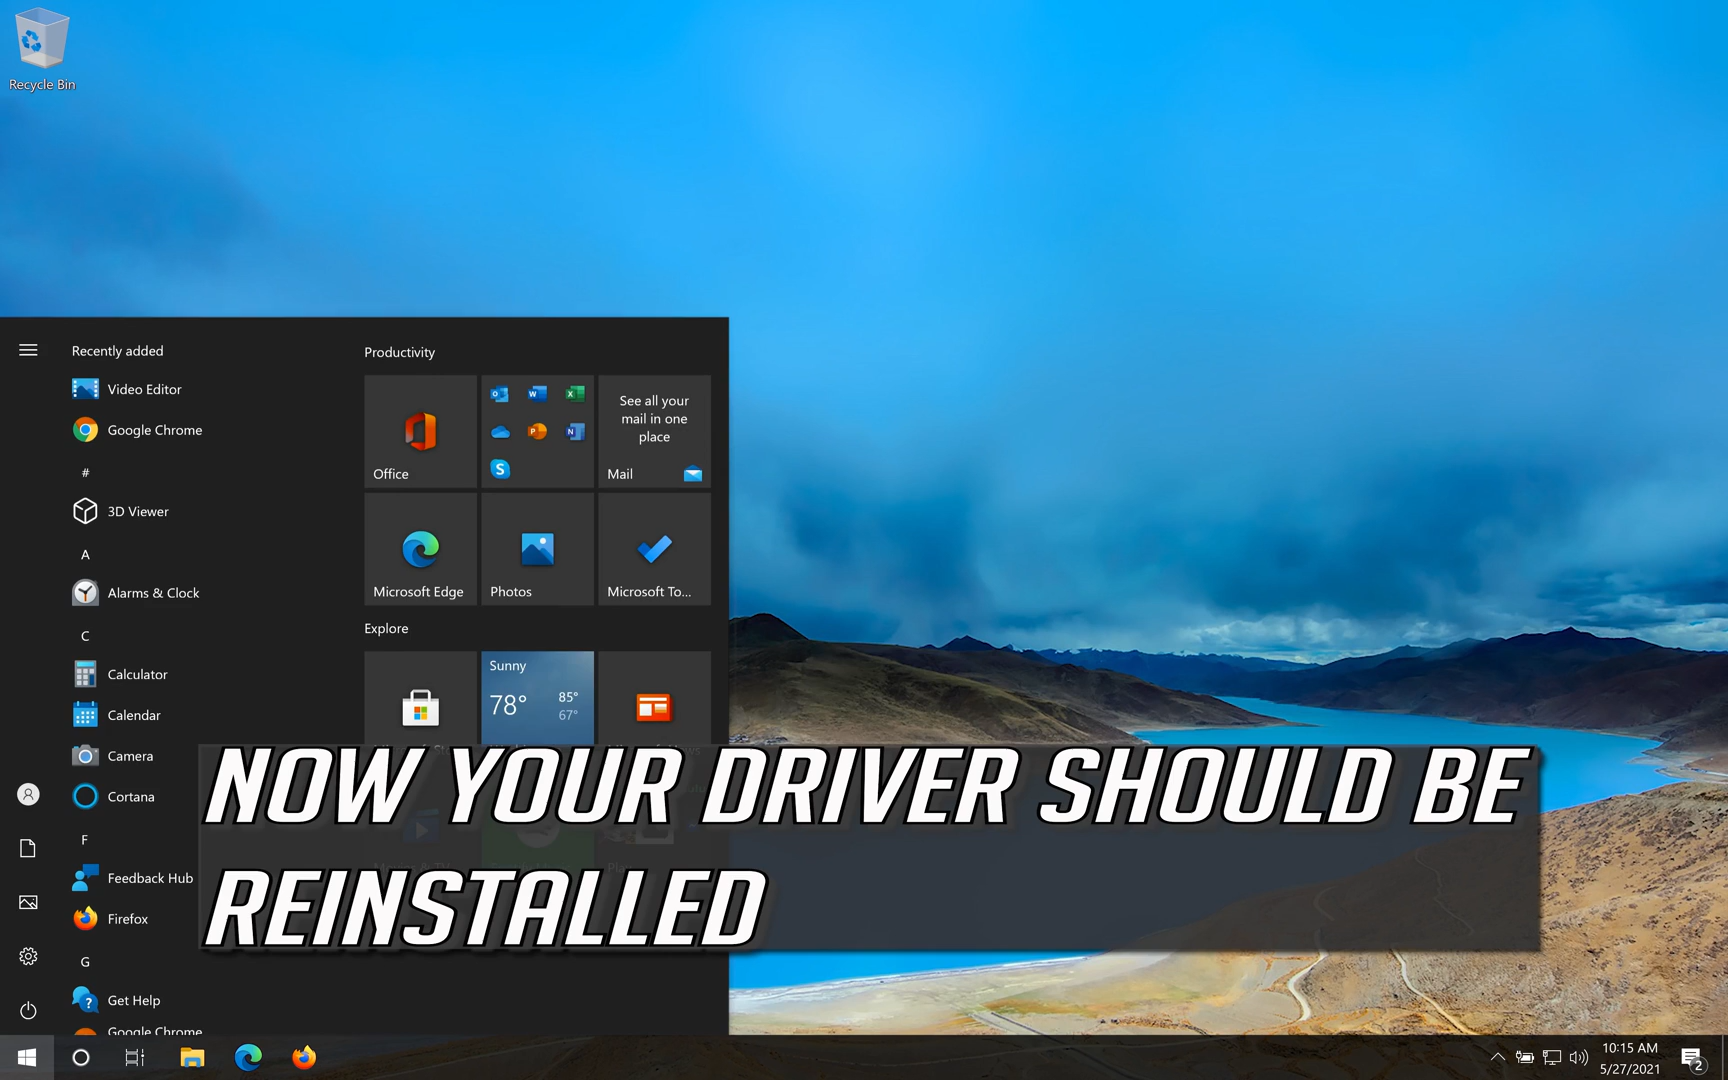 Recycle Bin
Recently added
Video Editor
Google Chrome
#
3D Viewer
A
Alarms & Clock
C
Calculator
Calendar
Camera
Cortana
F
Feedback Hub
Firefox
G
Get Help
Google Chrome
Productivity
Office
See all your
mail in one
place
Mail
Microsoft Edge
Photos
Microsoft To...
Explore
Sunny
78°
85°
67°
NOW YOUR DRIVER SHOULD BE
REINSTALLED
10:15 AM
5/27/2021
2